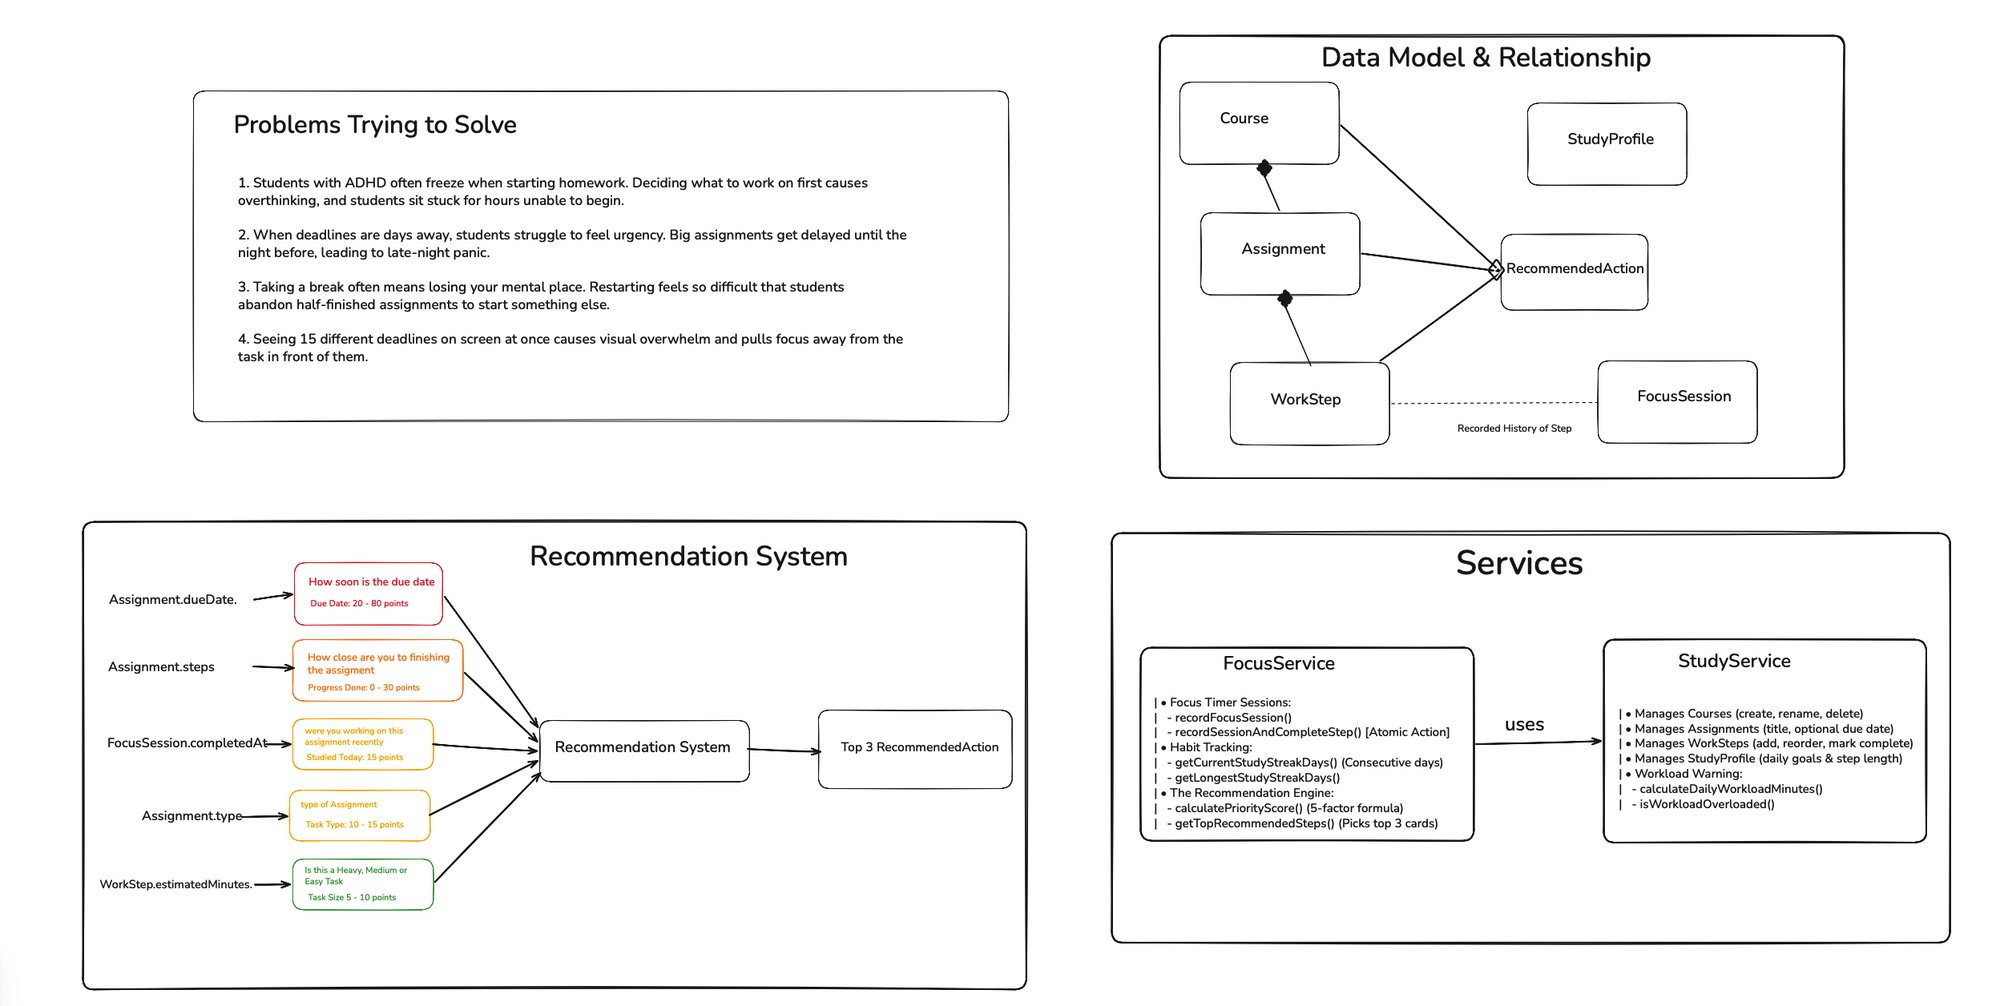 Problems Trying to Solve
1. Students with ADHD often freeze when starting homework. Deciding what to work on first causes
overthinking, and students sit stuck for hours unable to begin.
2. When deadlines are days away, students struggle to feel urgency. Big assignments get delayed until the
night before, leading to late-night panic.
3. Taking a break often means losing your mental place. Restarting feels so difficult that students
abandon half-finished assignments to start something else.
4. Seeing 15 different deadlines on screen at once causes visual overwhelm and pulls focus away from the
task in front of them.
Data Model & Relationship
Course
StudyProfile
Assignment
RecommendedAction
WorkStep
FocusSession
Recorded History of Step
Recommendation System
Assignment.dueDate.
How soon is the due date
Due Date: 20 - 80 points
Assignment.steps
How close are you to finishing
the assigment
Progress Done: 0 - 30 points
FocusSession.completedAt
were you working on this
assignment recently
Studied Today: 15 points
Assignment.type
type of Assignment
Task Type: 10 - 15 points
WorkStep.estimatedMinutes.
Is this a Heavy, Medium or
Easy Task
Task Size 5 - 10 points
Recommendation System
Top 3 RecommendedAction
Services
FocusService
| • Focus Timer Sessions:
| - recordFocusSession()
| - recordSessionAndCompleteStep() [Atomic Action]
| • Habit Tracking:
| - getCurrentStudyStreakDays() (Consecutive days)
| - getLongestStudyStreakDays()
| • The Recommendation Engine:
| - calculatePriorityScore() (5-factor formula)
| - getTopRecommendedSteps() (Picks top 3 cards)
uses
StudyService
| • Manages Courses (create, rename, delete)
| • Manages Assignments (title, optional due date)
| • Manages WorkSteps (add, reorder, mark complete)
| • Manages StudyProfile (daily goals & step length)
| • Workload Warning:
| - calculateDailyWorkloadMinutes()
| - isWorkloadOverloaded()